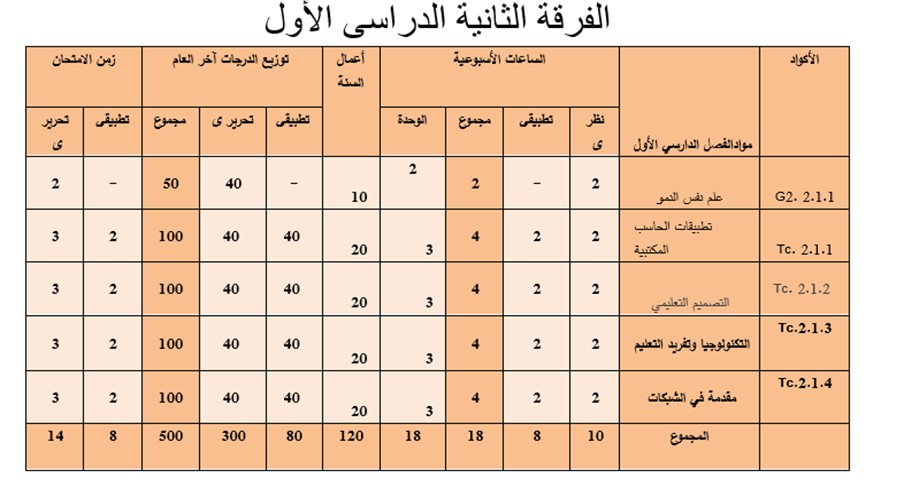 الفرقة الثانية الدراسى الأول
الأكواد | موادالفصل الدارسي الأول | الساعات الأسبوعية | أعمال السنة | توزيع الدرجات آخر العام | زمن الامتحان
نظر ى | تطبيقى | مجموع | الوحدة | تطبيقى | تحرير ى | مجموع | تطبيقى | تحرير ى
G2. 2.1.1 | علم نفس النمو | 2 | – | 2 | 2 | 10 | – | 40 | 50 | – | 2
Tc. 2.1.1 | تطبيقات الحاسب المكتبية | 2 | 2 | 4 | 3 | 20 | 40 | 40 | 100 | 2 | 3
Tc. 2.1.2 | التصميم التعليمي | 2 | 2 | 4 | 3 | 20 | 40 | 40 | 100 | 2 | 3
Tc.2.1.3 | التكنولوجيا وتفريد التعليم | 2 | 2 | 4 | 3 | 20 | 40 | 40 | 100 | 2 | 3
Tc.2.1.4 | مقدمة في الشبكات | 2 | 2 | 4 | 3 | 20 | 40 | 40 | 100 | 2 | 3
المجموع | 10 | 8 | 18 | 18 | 120 | 80 | 300 | 500 | 8 | 14